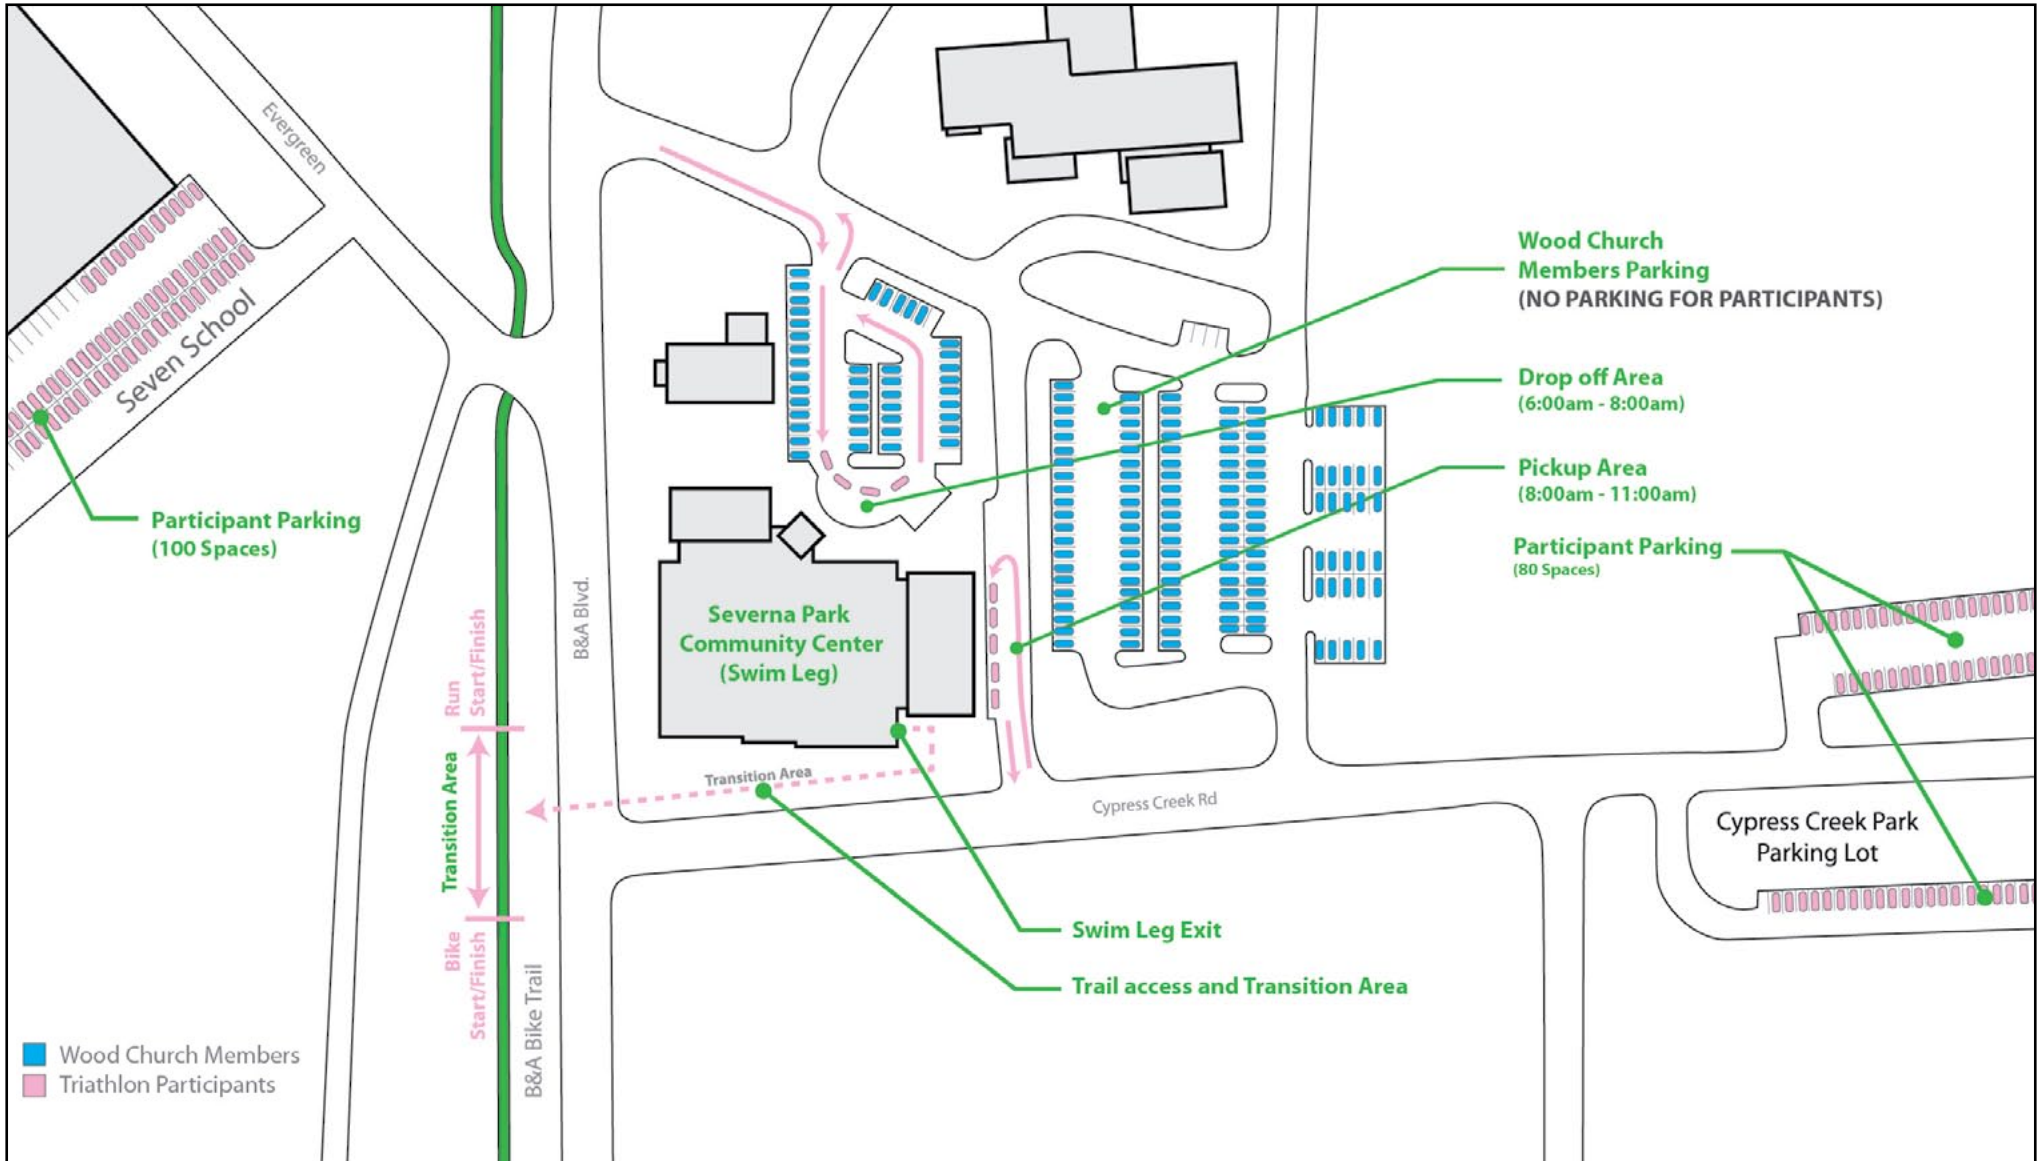 Evergreen
Seven School
Participant Parking
(100 Spaces)
B&A Blvd.
Run
Start/Finish
Transition Area
Bike
Start/Finish
B&A Bike Trail
Severna Park
Community Center
(Swim Leg)
Transition Area
Cypress Creek Rd
Wood Church
Members Parking
(NO PARKING FOR PARTICIPANTS)
Drop off Area
(6:00am - 8:00am)
Pickup Area
(8:00am - 11:00am)
Participant Parking
(80 Spaces)
Cypress Creek Park
Parking Lot
Swim Leg Exit
Trail access and Transition Area
Wood Church Members
Triathlon Participants